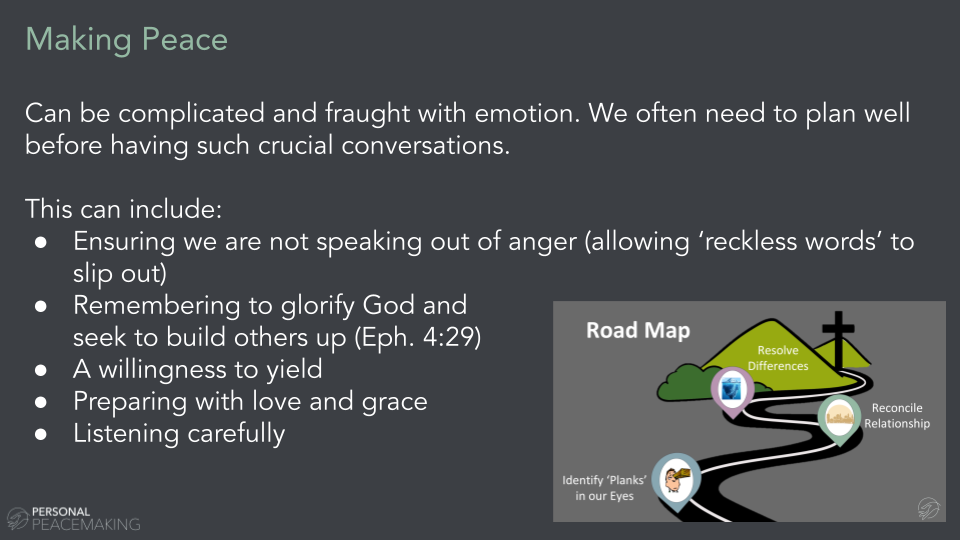 Making Peace
Can be complicated and fraught with emotion. We often need to plan well
before having such crucial conversations.
This can include:
● Ensuring we are not speaking out of anger (allowing ‘reckless words’ to
slip out)
● Remembering to glorify God and
seek to build others up (Eph. 4:29)
● A willingness to yield
● Preparing with love and grace
● Listening carefully
Road Map
Resolve
Differences
Reconcile
Relationship
Identify ‘Planks’
in our Eyes
PERSONAL
PEACEMAKING